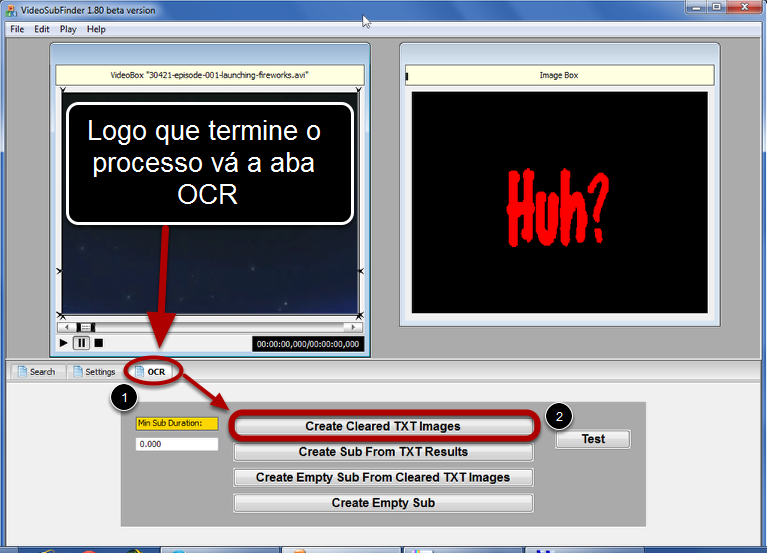 VideoSubFinder 1.80 beta version
File Edit Play Help
VideoBox "30421-episode-001-launching-fireworks.avi"
Image Box
Logo que termine o
processo vá a aba
OCR
Huh?
00:00:00,000/00:00:00,000
Search Settings OCR
1
Min Sub Duration:
0.000
Create Cleared TXT Images
2
Test
Create Sub From TXT Results
Create Empty Sub From Cleared TXT Images
Create Empty Sub